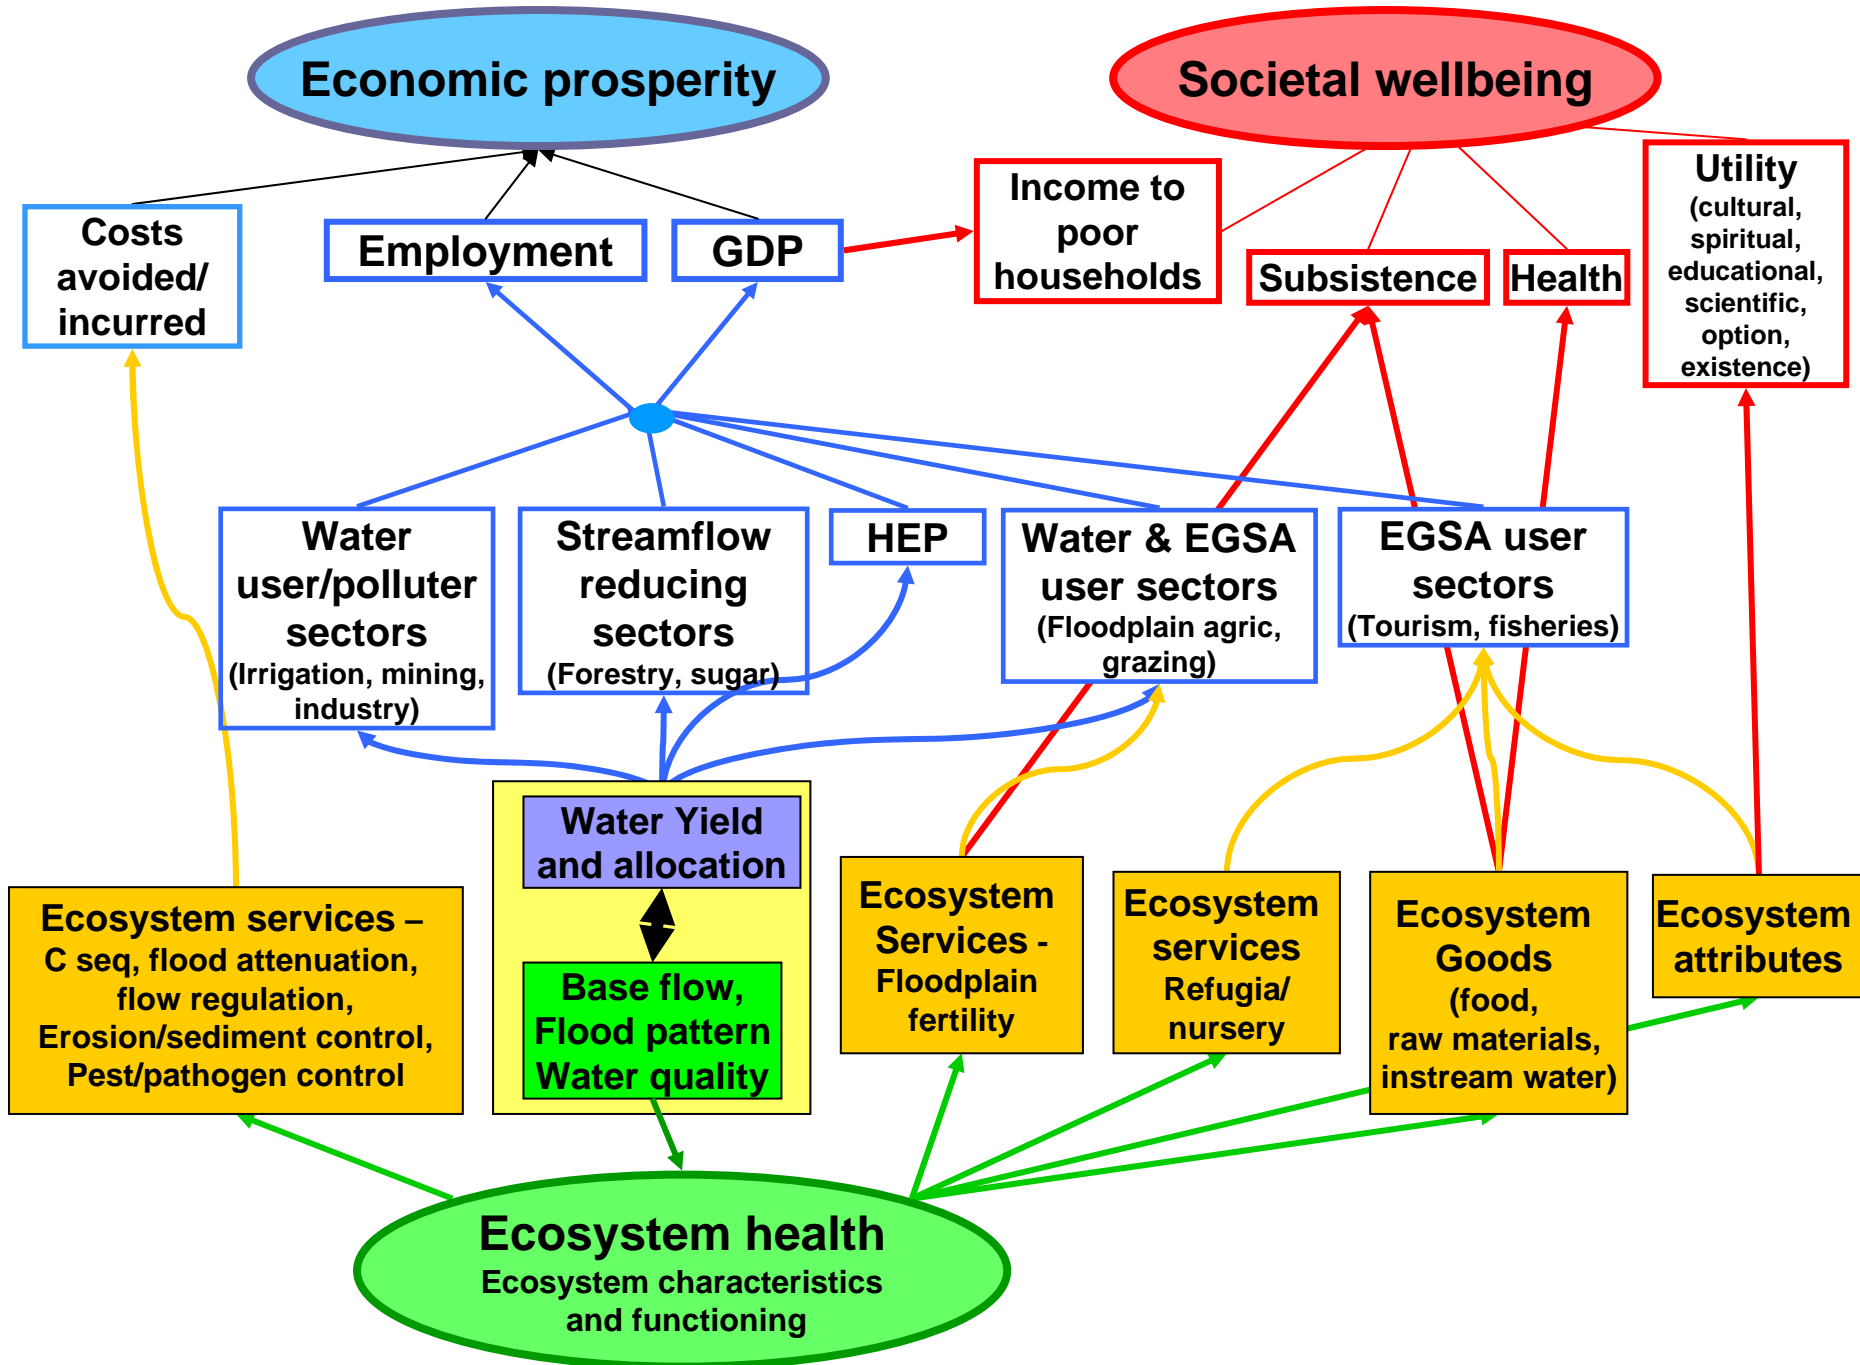 Economic prosperity
Societal wellbeing
Costs
avoided/
incurred
Employment
GDP
Income to
poor
households
Subsistence
Health
Utility
(cultural,
spiritual,
educational,
scientific,
option,
existence)
Water
user/polluter
sectors
(Irrigation, mining,
industry)
Streamflow
reducing
sectors
(Forestry, sugar)
HEP
Water & EGSA
user sectors
(Floodplain agric,
grazing)
EGSA user
sectors
(Tourism, fisheries)
Water Yield
and allocation
Base flow,
Flood pattern
Water quality
Ecosystem services –
C seq, flood attenuation,
flow regulation,
Erosion/sediment control,
Pest/pathogen control
Ecosystem
Services -
Floodplain
fertility
Ecosystem
services
Refugia/
nursery
Ecosystem
Goods
(food,
raw materials,
instream water)
Ecosystem
attributes
Ecosystem health
Ecosystem characteristics
and functioning